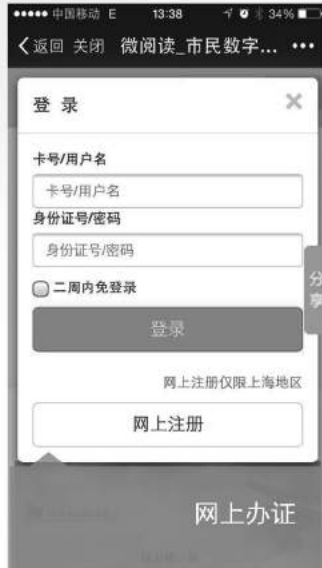 ●●●●● 中国移动 E 13:38 34%
返回 关闭 微阅读_市民数字... •••
登 录 ×
卡号/用户名
卡号/用户名
身份证号/密码
身份证号/密码
二周内免登录
分享
登录
网上注册仅限上海地区
网上注册
网上办证